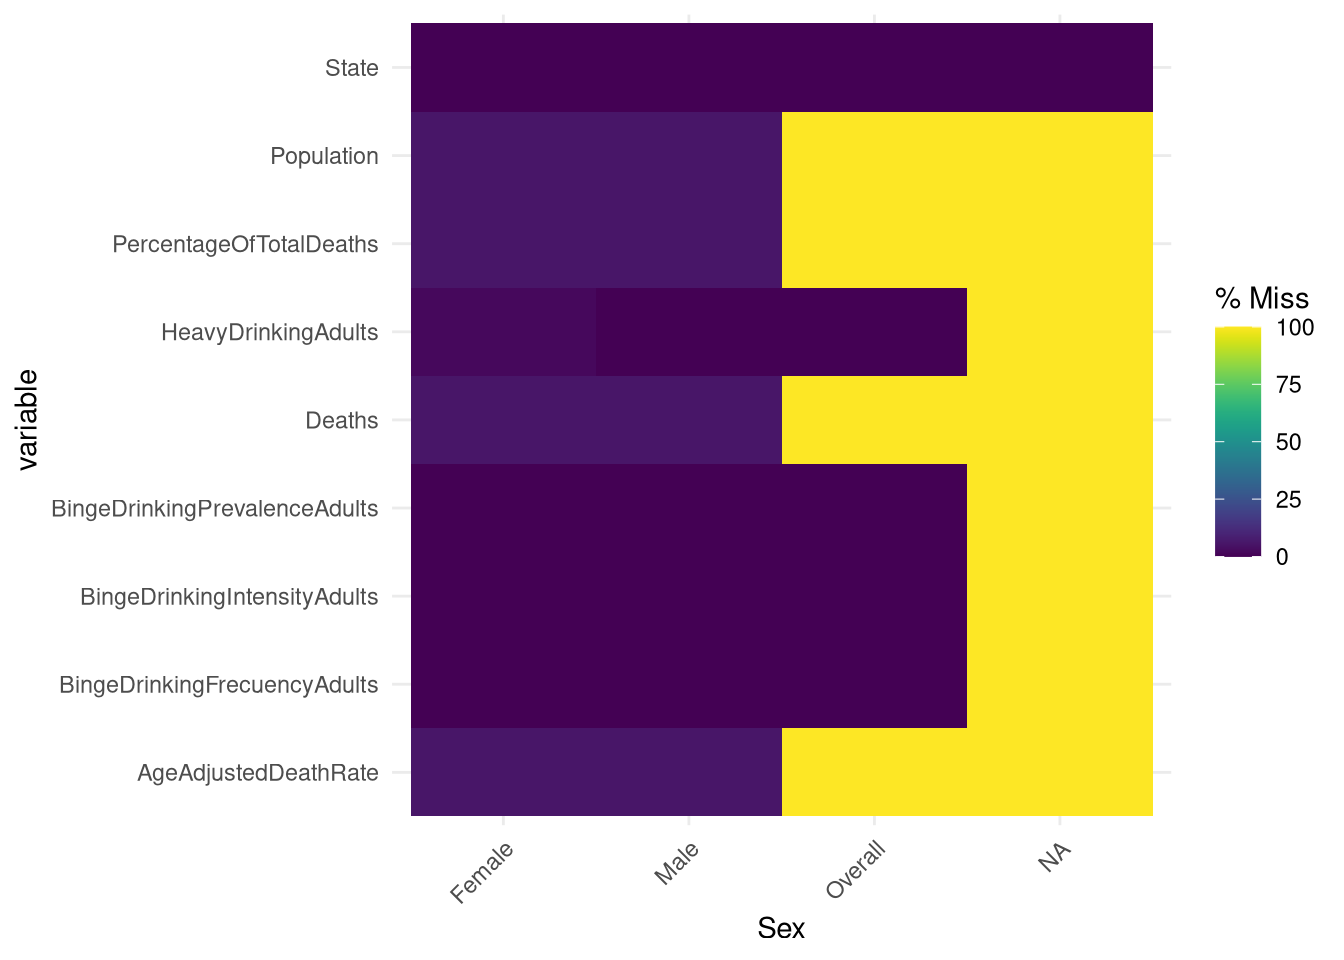 State
Population
PercentageOfTotalDeaths
HeavyDrinkingAdults
Deaths
BingeDrinkingPrevalenceAdults
BingeDrinkingIntensityAdults
BingeDrinkingFrecuencyAdults
AgeAdjustedDeathRate
variable
Female
Male
Overall
NA
Sex
% Miss
100
75
50
25
0